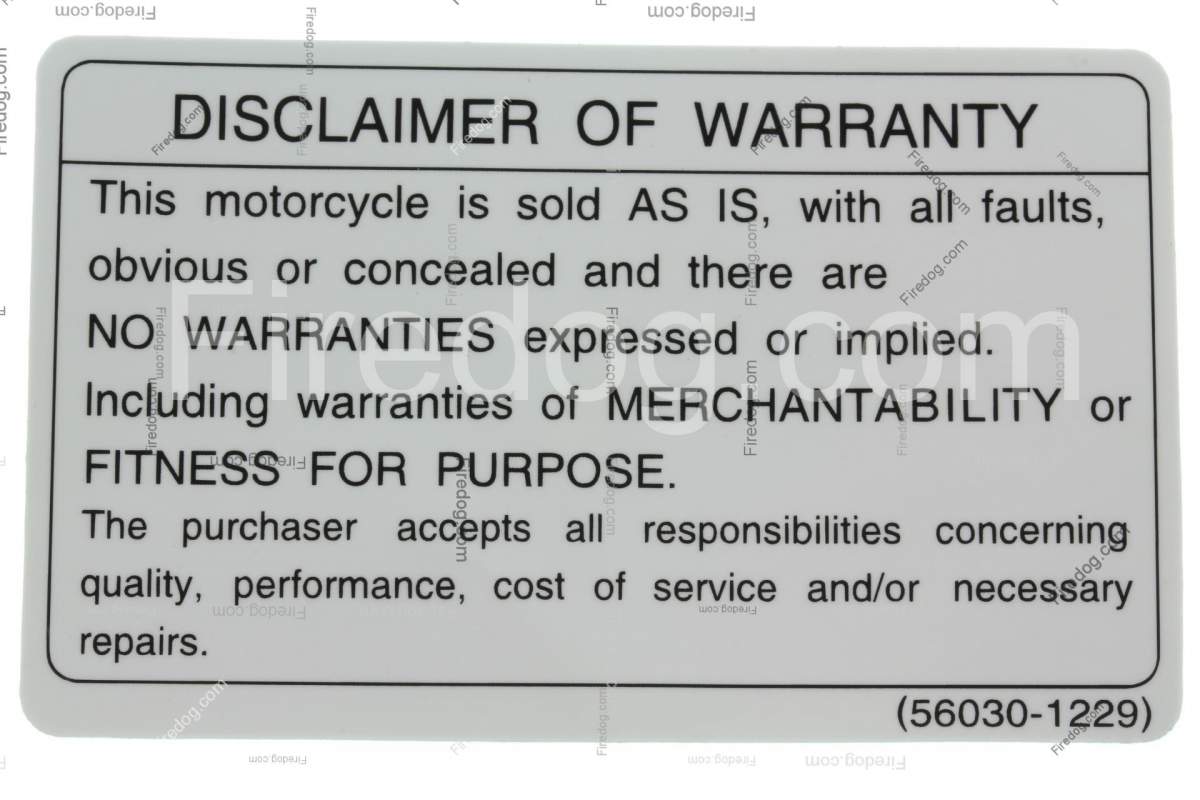 DISCLAIMER OF WARRANTY
This motorcycle is sold AS IS, with all faults,
obvious or concealed and there are
NO WARRANTIES expressed or implied.
Including warranties of MERCHANTABILITY or
FITNESS FOR PURPOSE.
The purchaser accepts all responsibilities concerning
quality, performance, cost of service and/or necessary
repairs.
(56030-1229)
Firedog.com